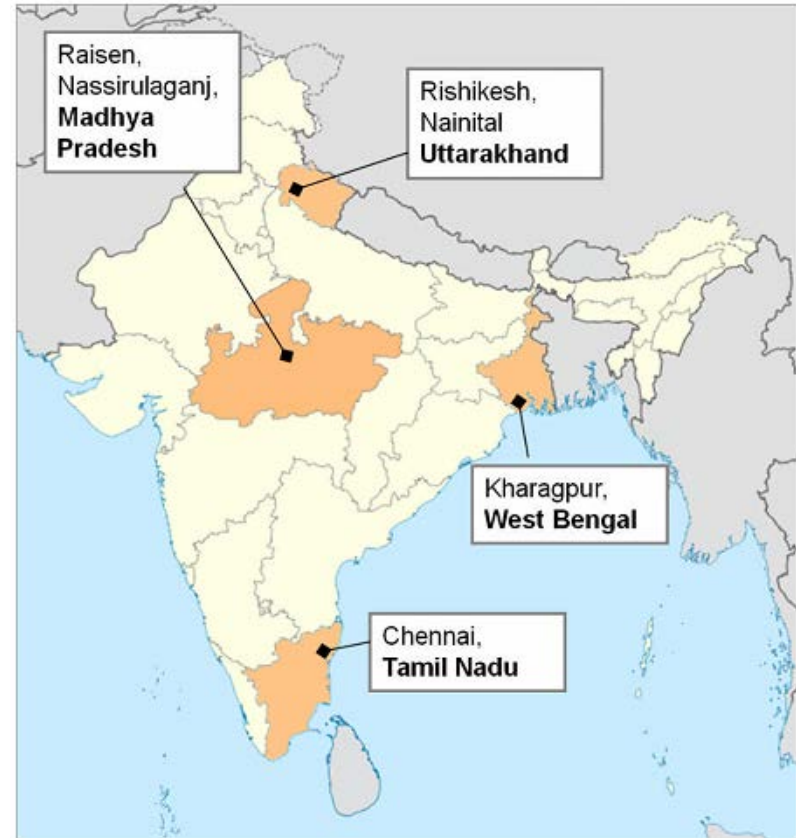 Raisen,
Nassirulaganj,
Madhya
Pradesh
Rishikesh,
Nainital
Uttarakhand
Kharagpur,
West Bengal
Chennai,
Tamil Nadu